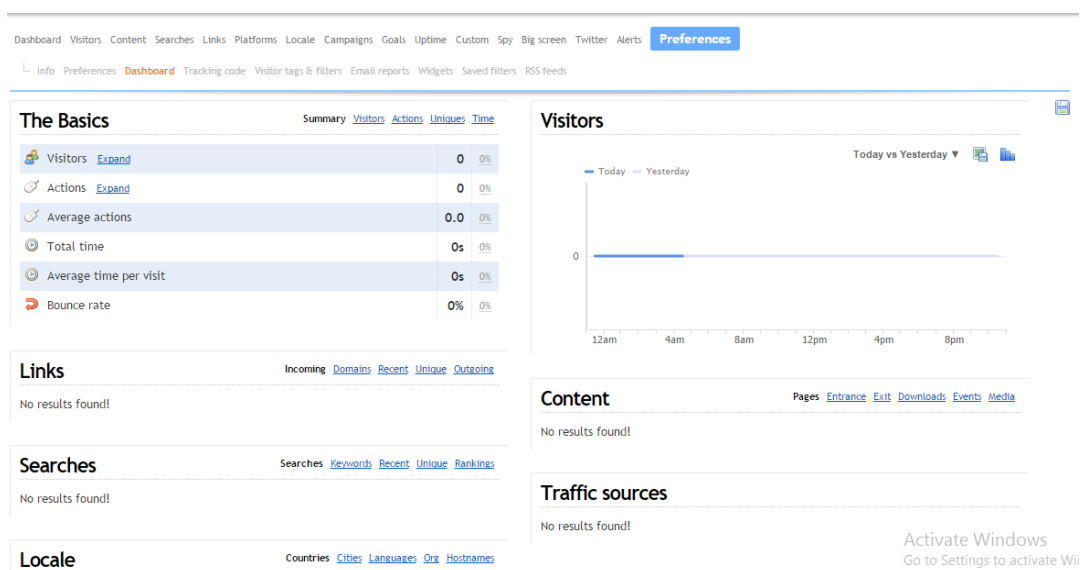 Dashboard Visitors Content Searches Links Platforms Locale Campaigns Goals Uptime Custom Spy Big screen Twitter Alerts Preferences
Info Preferences Dashboard Tracking code Visitor tags & filters Email reports Widgets Saved filters RSS feeds
The Basics Summary Visitors Actions Uniques Time
Visitors Expand 0 0%
Actions Expand 0 0%
Average actions 0.0 0%
Total time 0s 0%
Average time per visit 0s 0%
Bounce rate 0% 0%
Links Incoming Domains Recent Unique Outgoing
No results found!
Searches Searches Keywords Recent Unique Rankings
No results found!
Locale Countries Cities Languages Org Hostnames
Visitors
Today vs Yesterday ▼
Today Yesterday
0
12am 4am 8am 12pm 4pm 8pm
Content Pages Entrance Exit Downloads Events Media
No results found!
Traffic sources
No results found!
Activate Windows
Go to Settings to activate Wi